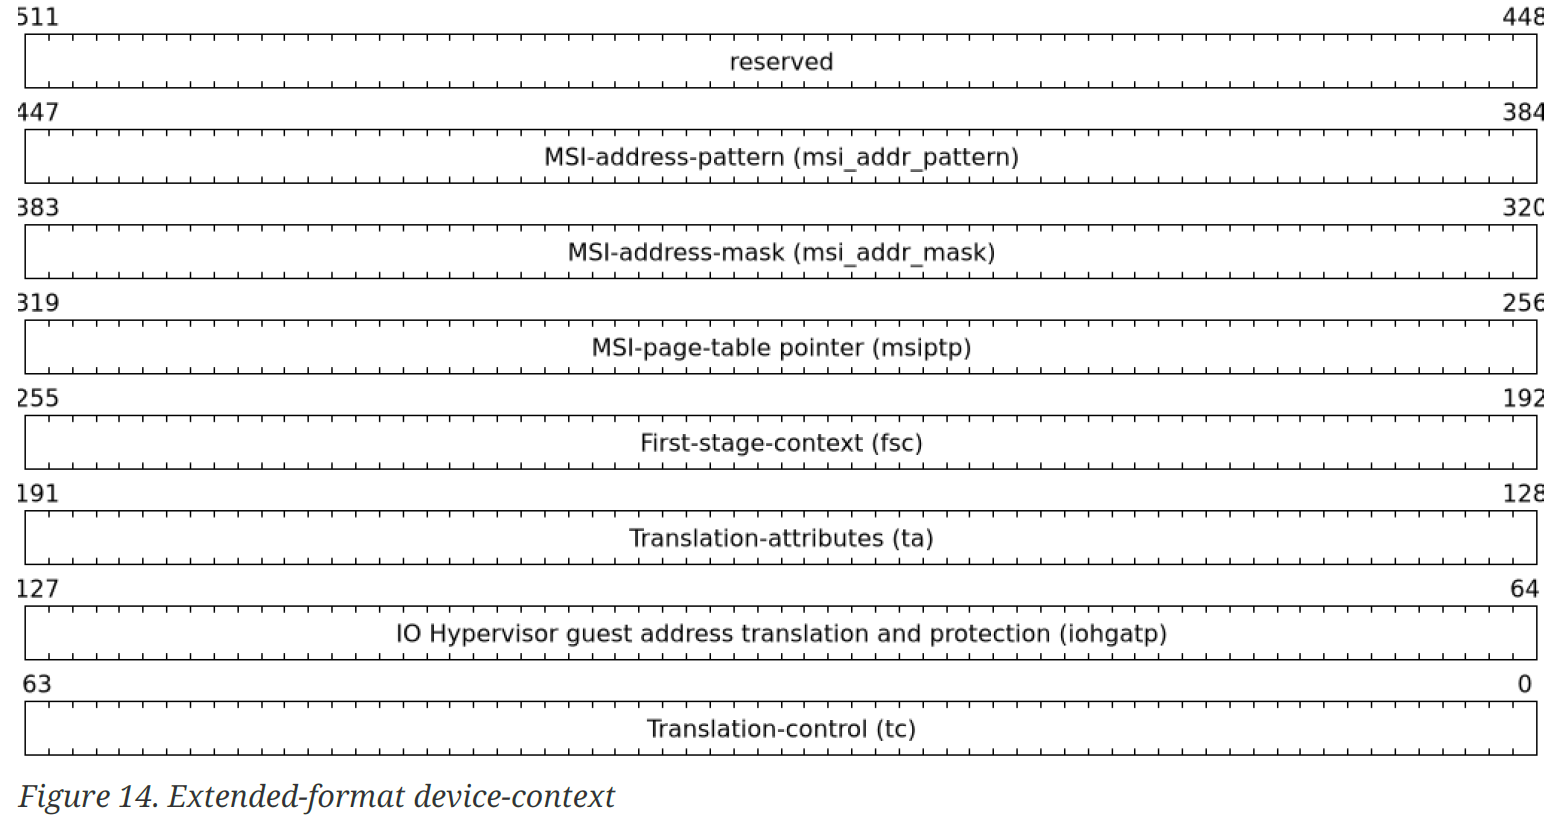 511 448
reserved
447 384
MSI-address-pattern (msi_addr_pattern)
383 320
MSI-address-mask (msi_addr_mask)
319 256
MSI-page-table pointer (msiptp)
255 192
First-stage-context (fsc)
191 128
Translation-attributes (ta)
127 64
IO Hypervisor guest address translation and protection (iohgatp)
63 0
Translation-control (tc)
Figure 14. Extended-format device-context